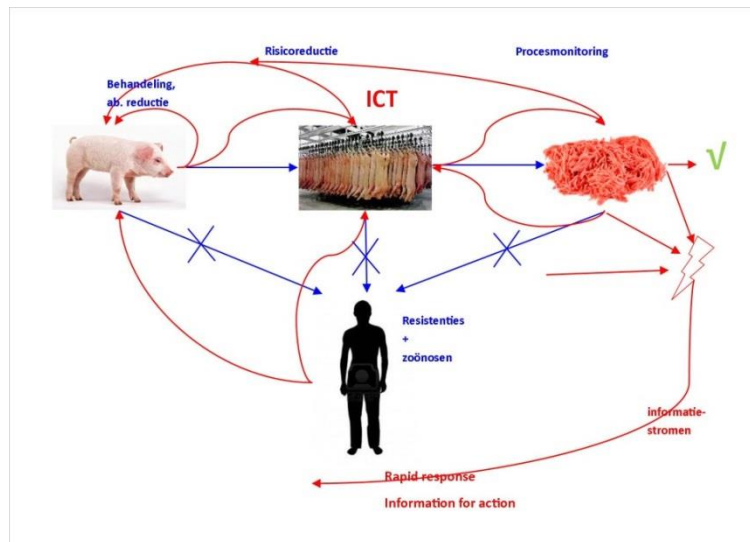 Risicoreductie
Procesmonitoring
Behandeling,
ab. reductie
ICT
√
Resistenties
+
zoönosen
informatie-
stromen
Rapid response
Information for action